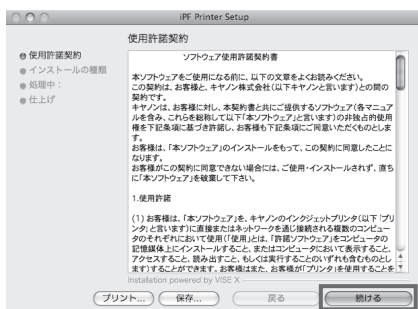 iPF Printer Setup
使用許諾契約
使用許諾契約
インストールの種類
処理中：
仕上げ
ソフトウェア使用許諾契約書
本ソフトウェアをご使用になる前に、以下の文章をよくお読みください。
この契約は、お客様と、キヤノン株式会社（以下キヤノンと言います）との間の
契約です。
キヤノンは、お客様に対し、本契約書と共にご提供するソフトウェア（各マニュア
ルを含み、これらを総称して以下「本ソフトウェア」と言います）の非独占的使用
権を下記条項に基づき許諾し、お客様も下記条項にご同意いただくものとしま
す。
お客様は、「本ソフトウェア」のインストールをもって、この契約に同意したことに
なります。
お客様がこの契約に同意できない場合には、ご使用・インストールされず、直ち
に「本ソフトウェア」を破棄して下さい。
1.使用許諾
(1) お客様は、「本ソフトウェア」を、キヤノンのインクジェットプリンタ（以下「プリ
ンタ」と言います）に直接またはネットワークを通じ接続される複数のコンピュー
タのそれぞれにおいて使用（「使用」とは、「許諾ソフトウェア」をコンピュータの
記憶媒体上にインストールすること、またはコンピュータにおいて表示すること、
アクセスすること、読み出すこと、もしくは実行することのいずれも含むものとし
ます）することができます。お客様はまた、お客様が「プリンタ」を使用することを
Installation powered by VISE X
プリント... 保存... 戻る 続ける